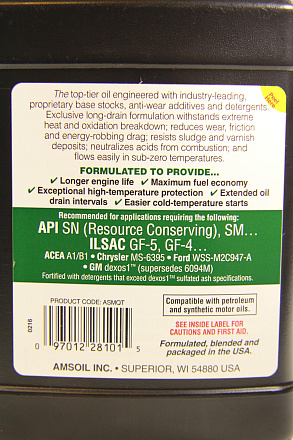 The top-tier oil engineered with industry-leading,
proprietary base stocks, anti-wear additives and detergents.
Exclusive long-drain formulation withstands extreme
heat and oxidation breakdown; reduces wear, friction
and energy-robbing drag; resists sludge and varnish
deposits; neutralizes acids from combustion; and
flows easily in sub-zero temperatures.
Peel
Here
FORMULATED TO PROVIDE…
✔ Longer engine life ✔ Maximum fuel economy
✔ Exceptional high-temperature protection ✔ Extended oil
drain intervals ✔ Easier cold-temperature starts
Recommended for applications requiring the following:
API SN (Resource Conserving), SM…
ILSAC GF-5, GF-4…
ACEA A1/B1 • Chrysler MS-6395 • Ford WSS-M2C947-A
• GM dexos1™ (supersedes 6094M)
Fortified with detergents that exceed dexos1™ sulfated ash specifications.
PRODUCT CODE: ASMQT
0216
0 97012 28101 5
Compatible with petroleum
and synthetic motor oils.
SEE INSIDE LABEL FOR
CAUTIONS AND FIRST AID.
Formulated, blended and
packaged in the USA.
AMSOIL INC. • SUPERIOR, WI 54880 USA